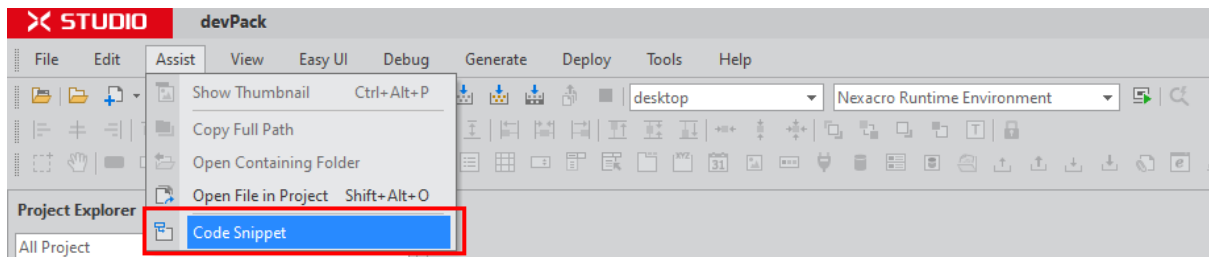 X STUDIO devPack
File Edit Assist View Easy UI Debug Generate Deploy Tools Help
Show Thumbnail Ctrl+Alt+P
desktop
Nexacro Runtime Environment
Copy Full Path
Open Containing Folder
31
XYZ
T
e
Open File in Project Shift+Alt+O
Project Explorer
Code Snippet
All Project